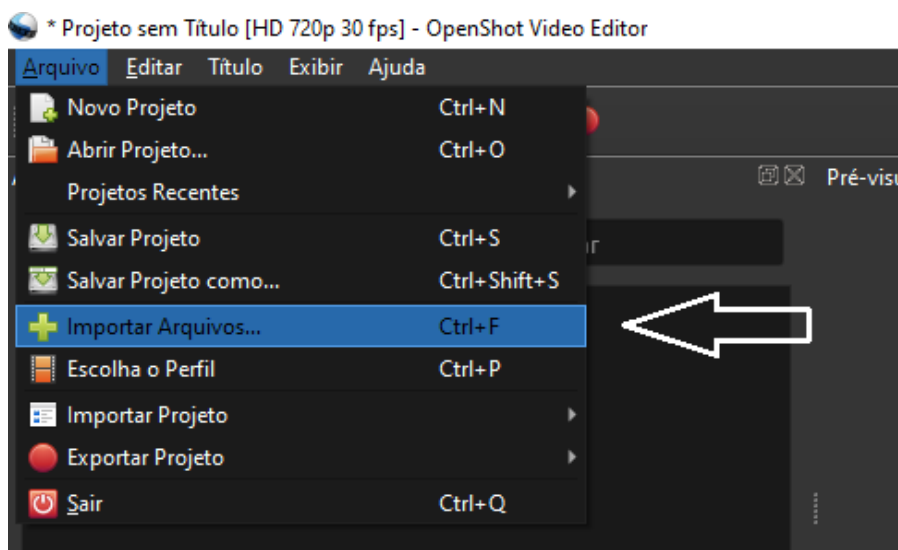 * Projeto sem Título [HD 720p 30 fps] - OpenShot Video Editor
Arquivo Editar Título Exibir Ajuda
Novo Projeto Ctrl+N
Abrir Projeto... Ctrl+O
Projetos Recentes
Pré-visu
Salvar Projeto Ctrl+S
Salvar Projeto como... Ctrl+Shift+S
Importar Arquivos... Ctrl+F
Escolha o Perfil Ctrl+P
Importar Projeto
Exportar Projeto
Sair Ctrl+Q